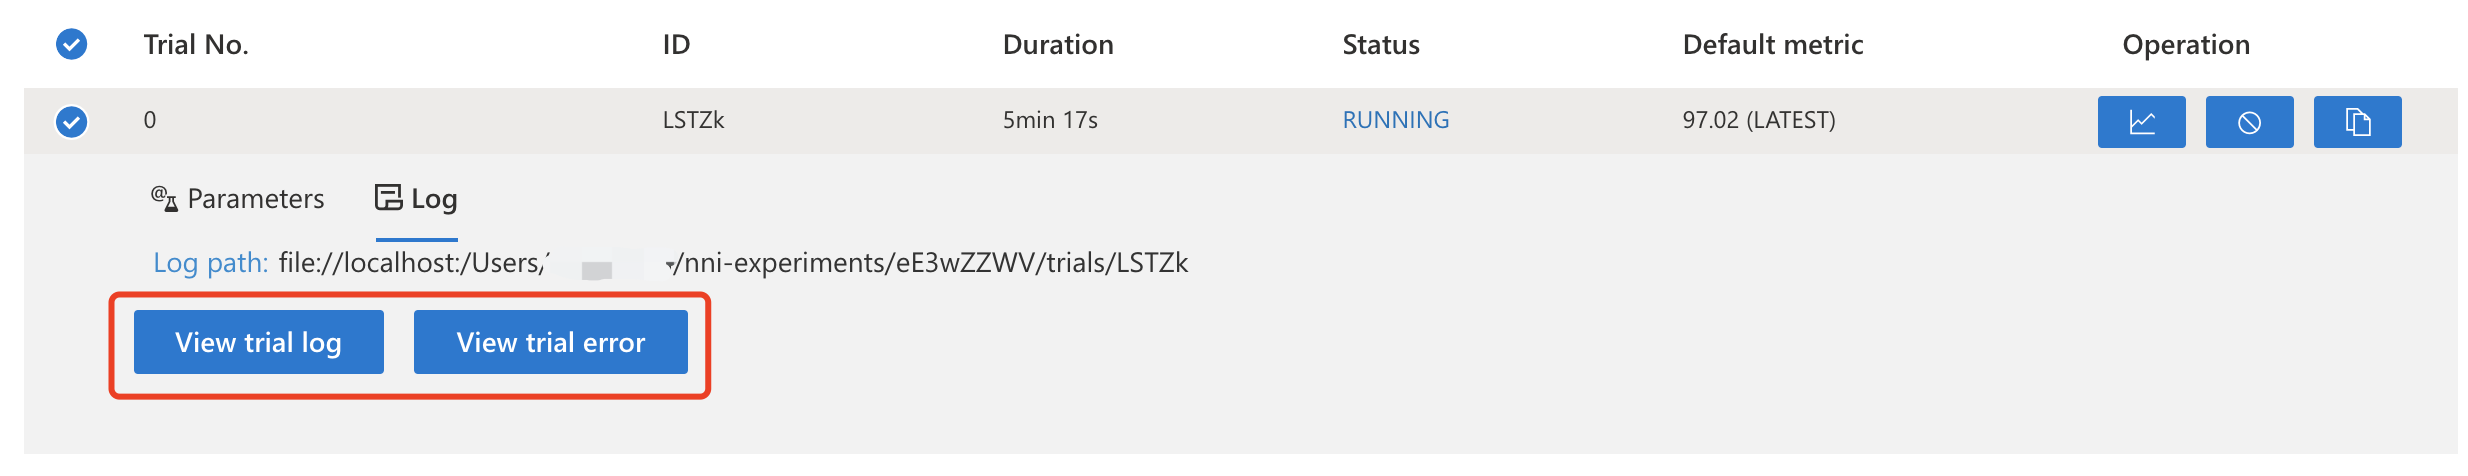 Trial No. ID Duration Status Default metric Operation
0 LSTZk 5min 17s RUNNING 97.02 (LATEST)
Parameters Log
Log path: file://localhost:/Users/ /nni-experiments/eE3wZZWV/trials/LSTZk
View trial log View trial error